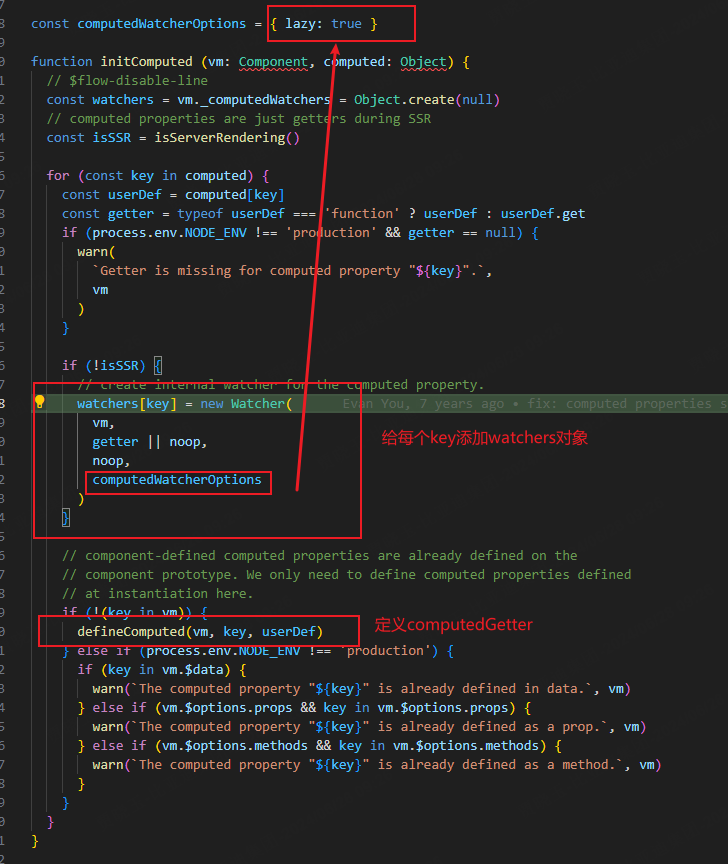 const computedWatcherOptions = { lazy: true }
function initComputed (vm: Component, computed: Object) {
// $flow-disable-line
const watchers = vm._computedWatchers = Object.create(null)
// computed properties are just getters during SSR
const isSSR = isServerRendering()
for (const key in computed) {
const userDef = computed[key]
const getter = typeof userDef === 'function' ? userDef : userDef.get
if (process.env.NODE_ENV !== 'production' && getter == null) {
warn(
`Getter is missing for computed property "${key}".`,
vm
)
}
if (!isSSR) {
// create internal watcher for the computed property.
watchers[key] = new Watcher( Evan You, 7 years ago • fix: computed properties s
vm,
getter || noop,
给每个key添加watchers对象
noop,
computedWatcherOptions
)
}
// component-defined computed properties are already defined on the
// component prototype. We only need to define computed properties defined
// at instantiation here.
if (!(key in vm)) {
defineComputed(vm, key, userDef) 定义computedGetter
} else if (process.env.NODE_ENV !== 'production') {
if (key in vm.$data) {
warn(`The computed property "${key}" is already defined in data.`, vm)
} else if (vm.$options.props && key in vm.$options.props) {
warn(`The computed property "${key}" is already defined as a prop.`, vm)
} else if (vm.$options.methods && key in vm.$options.methods) {
warn(`The computed property "${key}" is already defined as a method.`, vm)
}
}
}
}